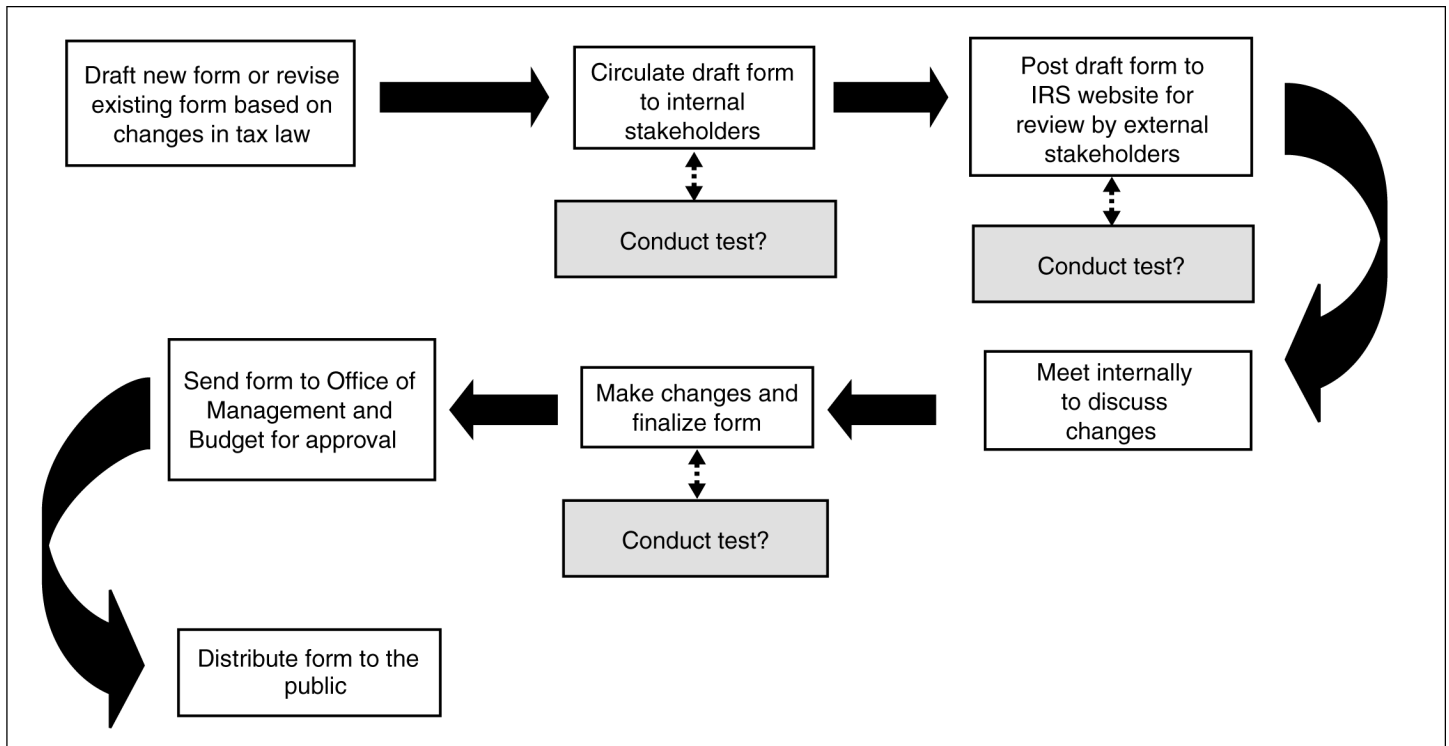 Draft new form or revise
existing form based on
changes in tax law
Circulate draft form
to internal
stakeholders
Conduct test?
Post draft form to
IRS website for
review by external
stakeholders
Conduct test?
Meet internally
to discuss
changes
Make changes and
finalize form
Conduct test?
Send form to Office of
Management and
Budget for approval
Distribute form to the
public